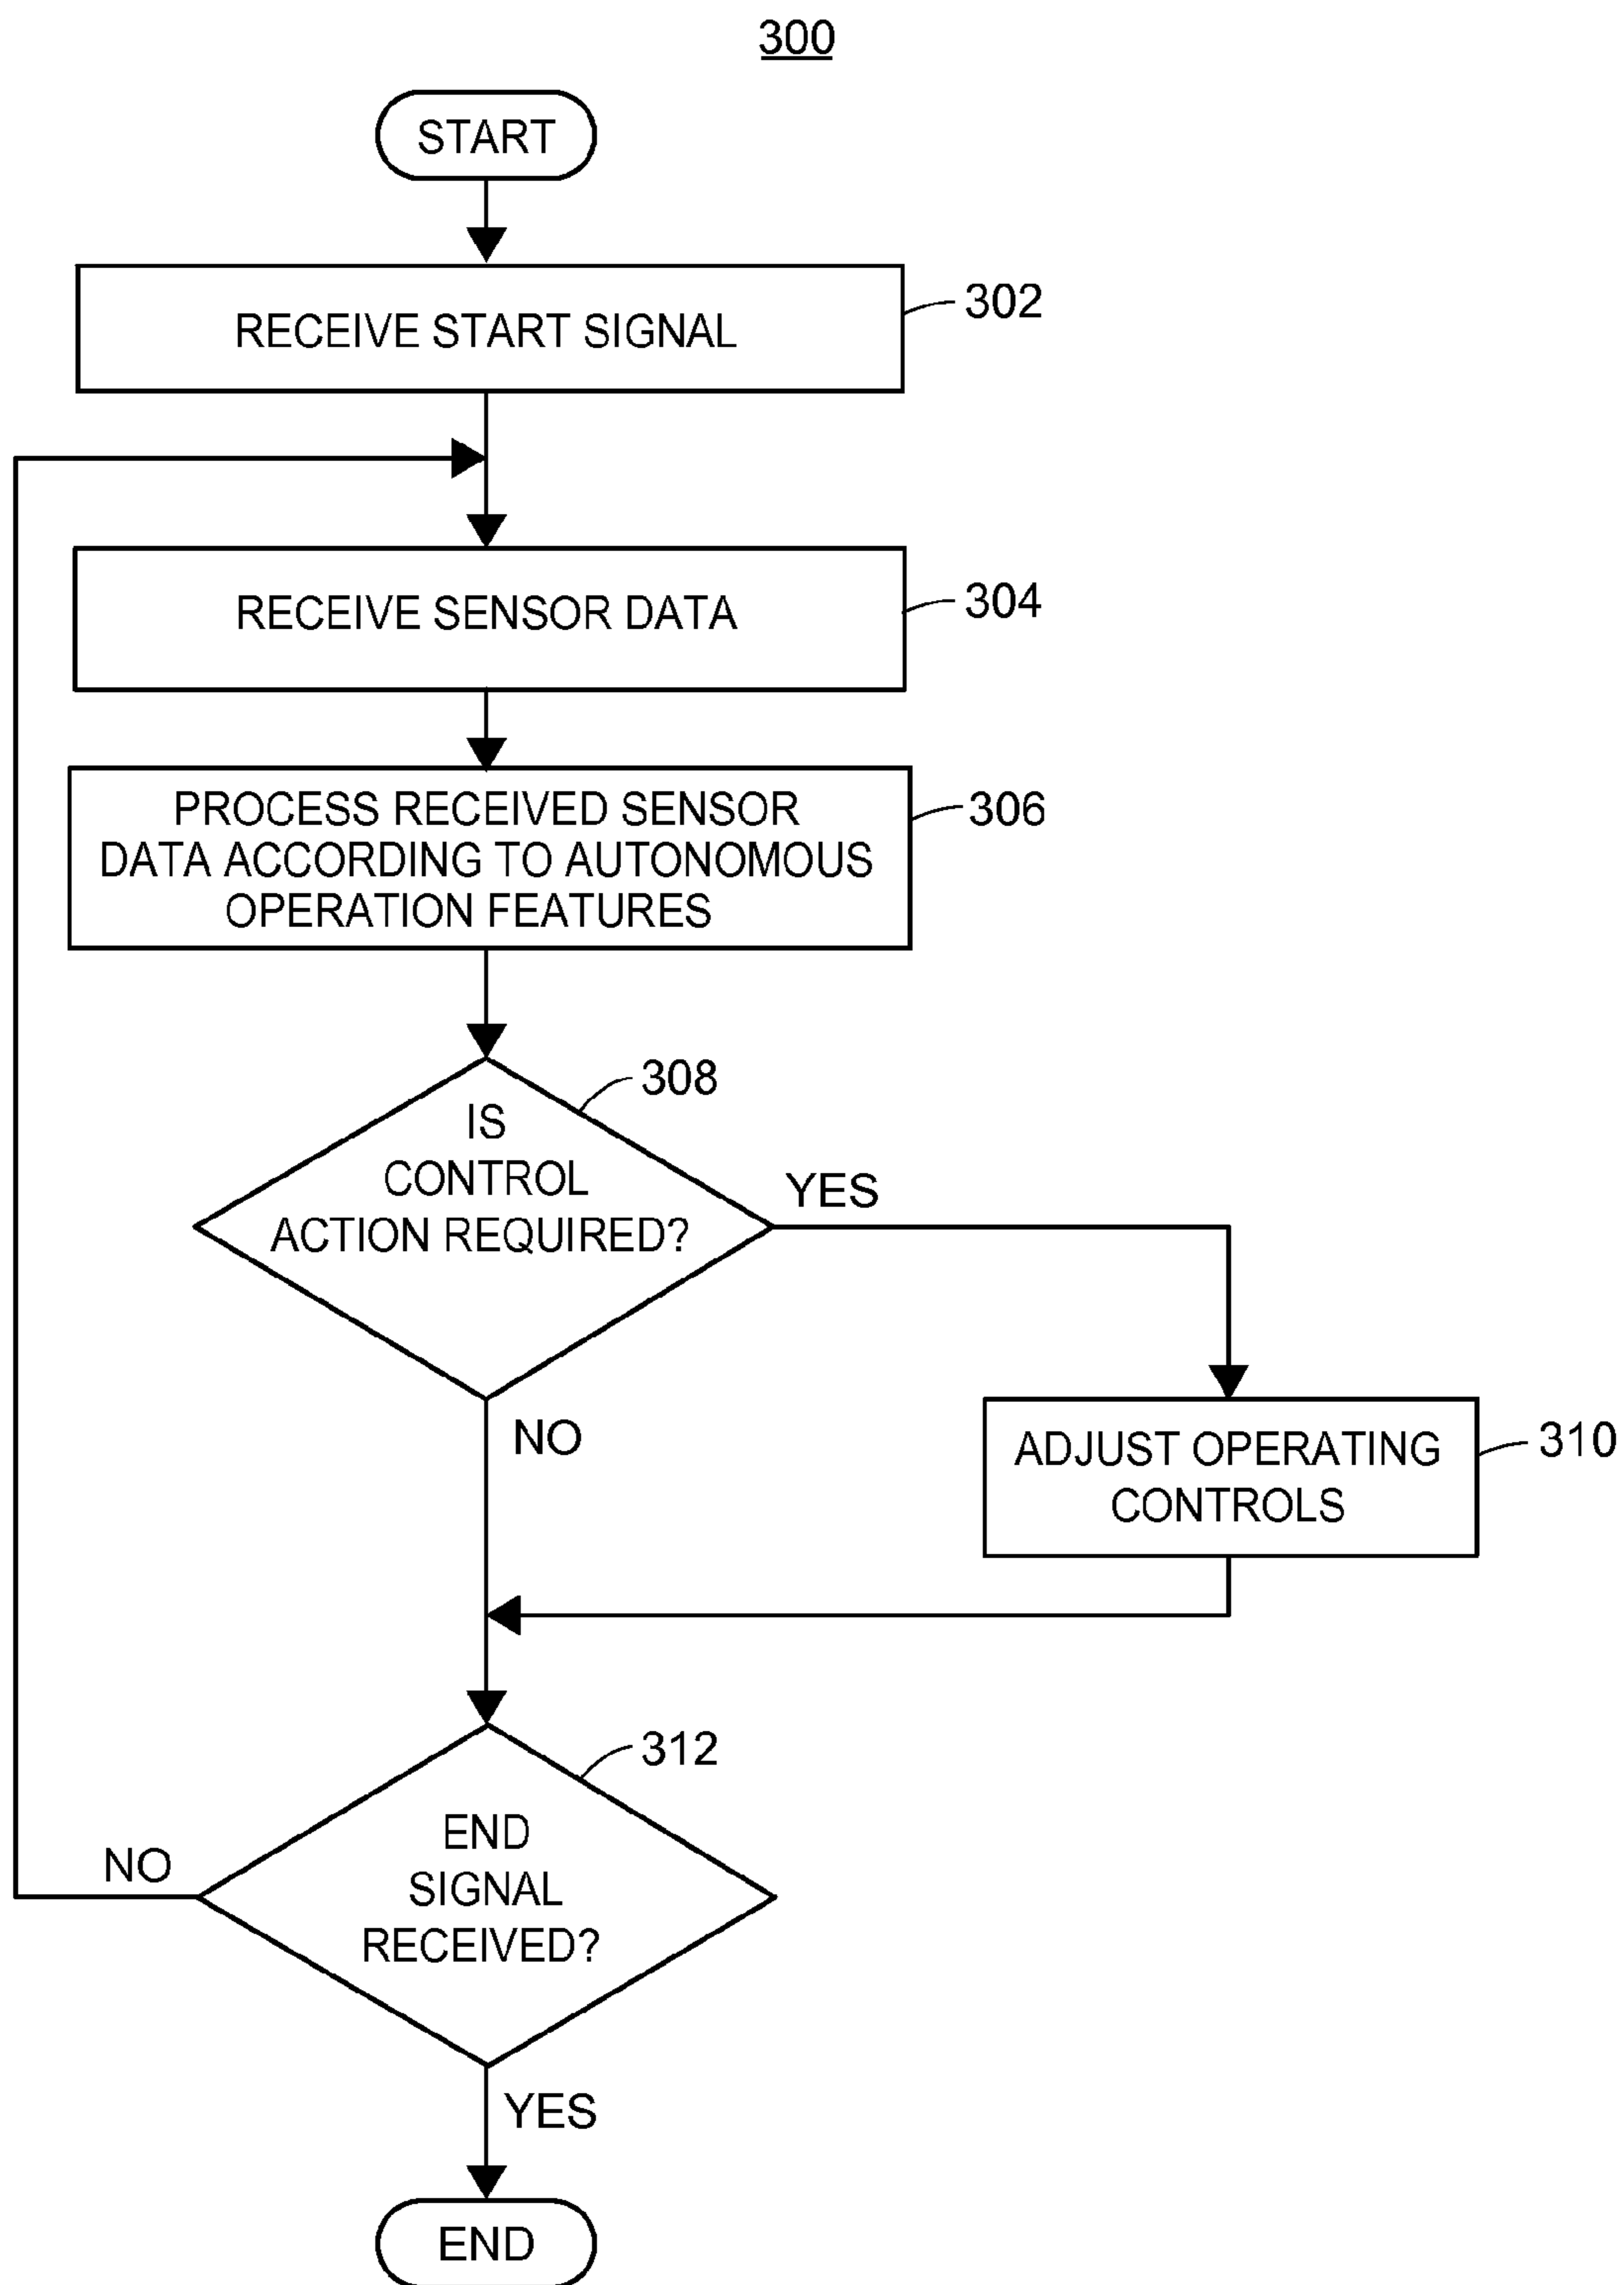 300
START
RECEIVE START SIGNAL
302
RECEIVE SENSOR DATA
304
PROCESS RECEIVED SENSOR
DATA ACCORDING TO AUTONOMOUS
OPERATION FEATURES
306
308
IS
CONTROL
ACTION REQUIRED?
YES
NO
ADJUST OPERATING
CONTROLS
310
312
END
SIGNAL
RECEIVED?
NO
YES
END